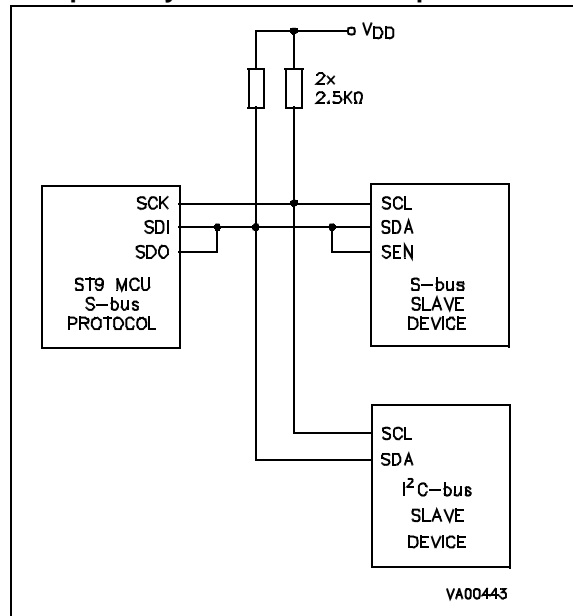 VDD
2x
2.5KΩ
SCK
SDI
SDO
ST9 MCU
S-bus
PROTOCOL
SCL
SDA
SEN
S-bus
SLAVE
DEVICE
SCL
SDA
I²C-bus
SLAVE
DEVICE
VA00443